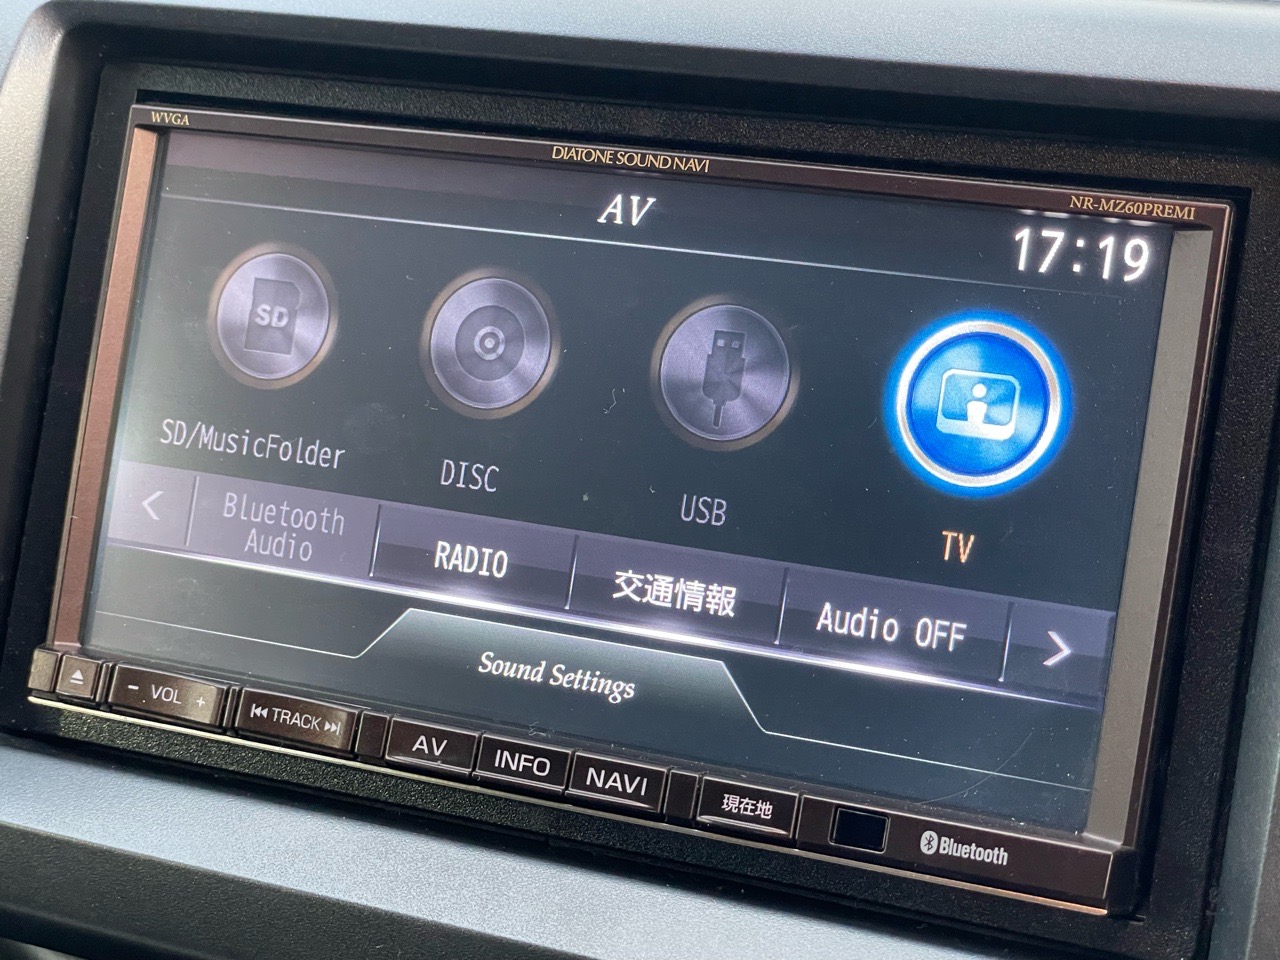 WVGA
DIATONE SOUND NAVI
NR-MZ60PREMI
AV
17:19
SD
SD/MusicFolder
DISC
USB
TV
Bluetooth
Audio
RADIO
交通情報
Audio OFF
Sound Settings
- VOL +
TRACK
AV
INFO
NAVI
現在地
Bluetooth